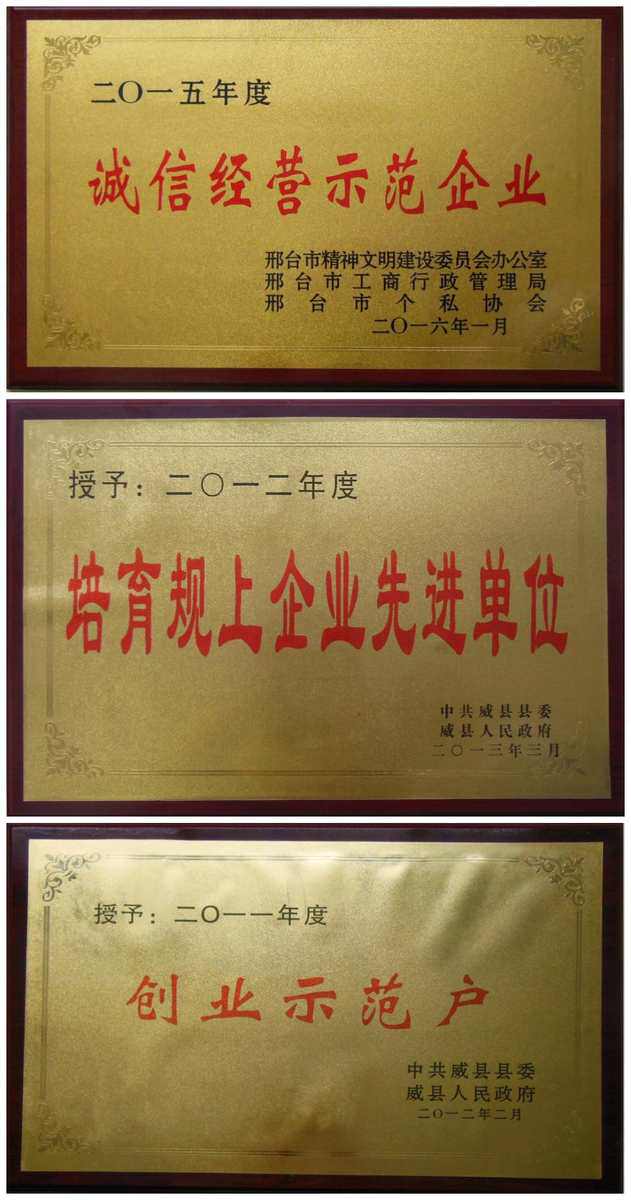 二〇一五年度
诚信经营示范企业
邢台市精神文明建设委员会办公室
邢台市工商行政管理局
邢台市个私协会
二〇一六年一月
授予：二〇一二年度
培育规上企业先进单位
中共威县县委
威县人民政府
二〇一三年三月
授予：二〇一一年度
创业示范户
中共威县县委
威县人民政府
二〇一二年二月